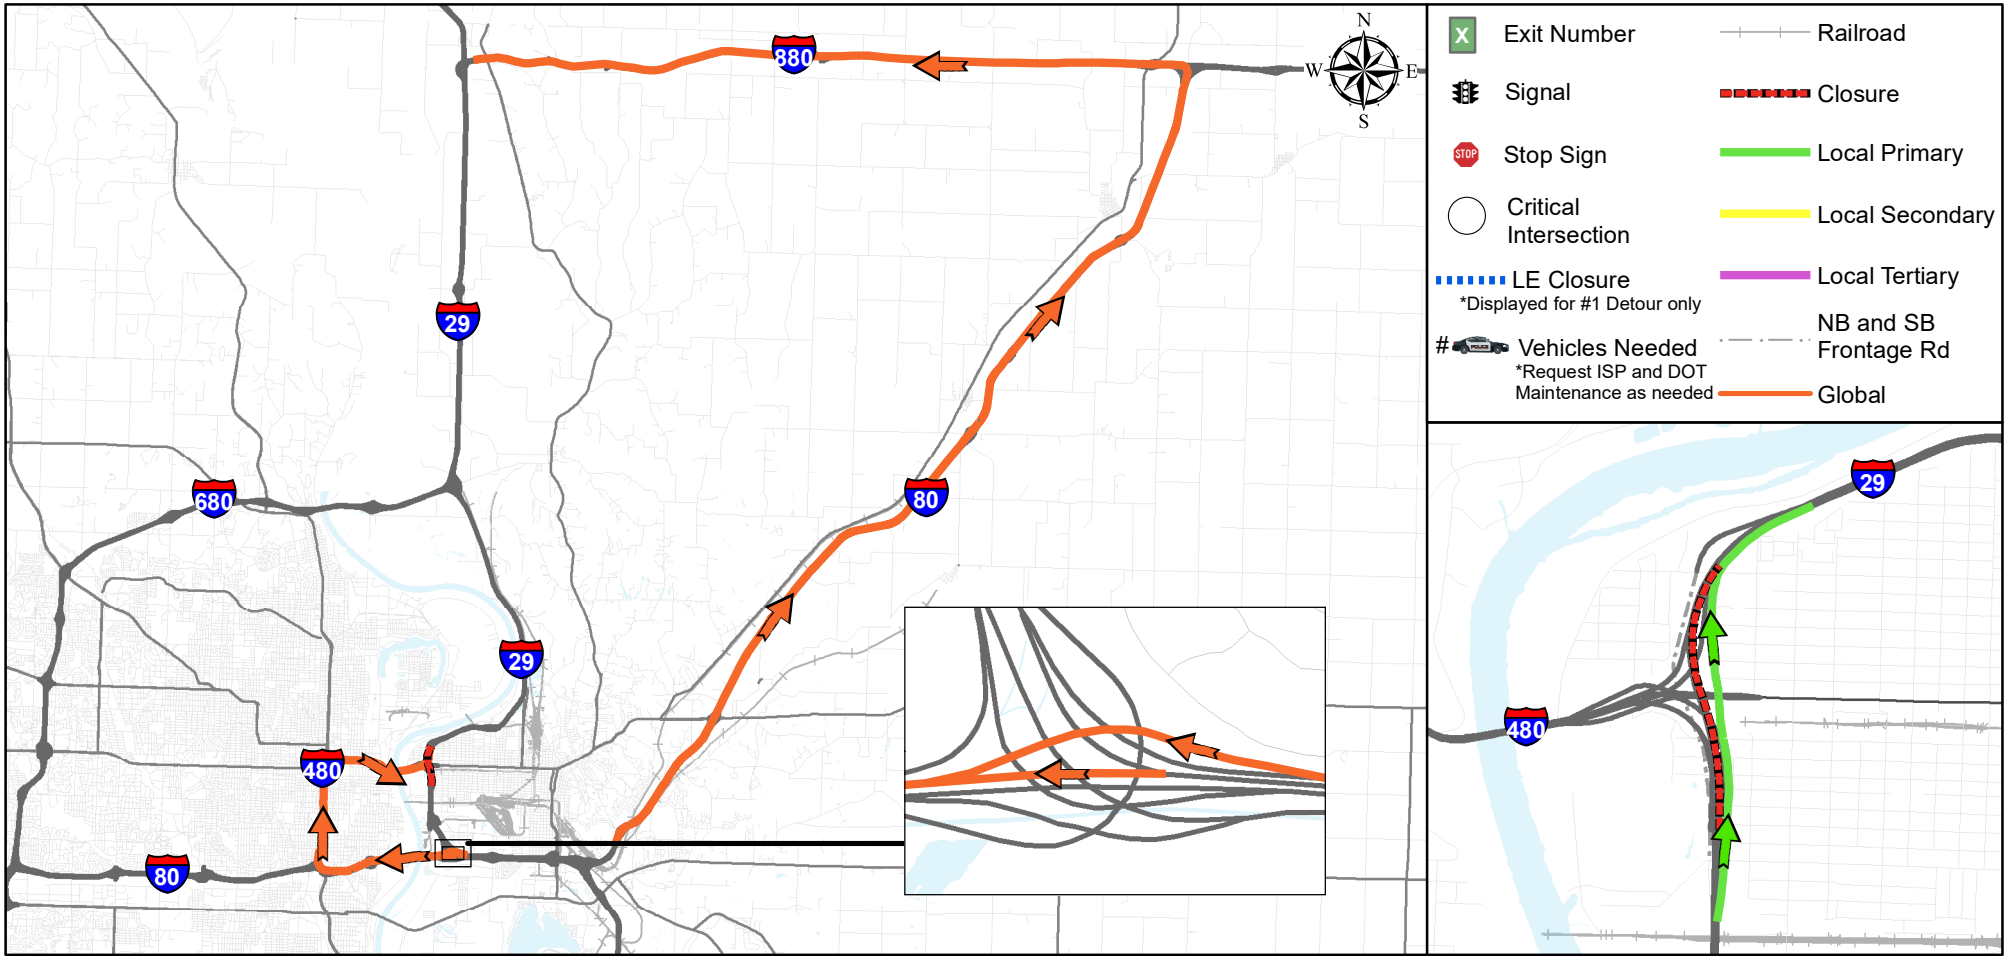 880
N
W
E
S
29
680
80
29
480
80
X
Exit Number
Signal
STOP
Stop Sign
Critical
Intersection
LE Closure
*Displayed for #1 Detour only
#
POLICE
Vehicles Needed
*Request ISP and DOT
Maintenance as needed
Railroad
Closure
Local Primary
Local Secondary
Local Tertiary
NB and SB
Frontage Rd
Global
29
480